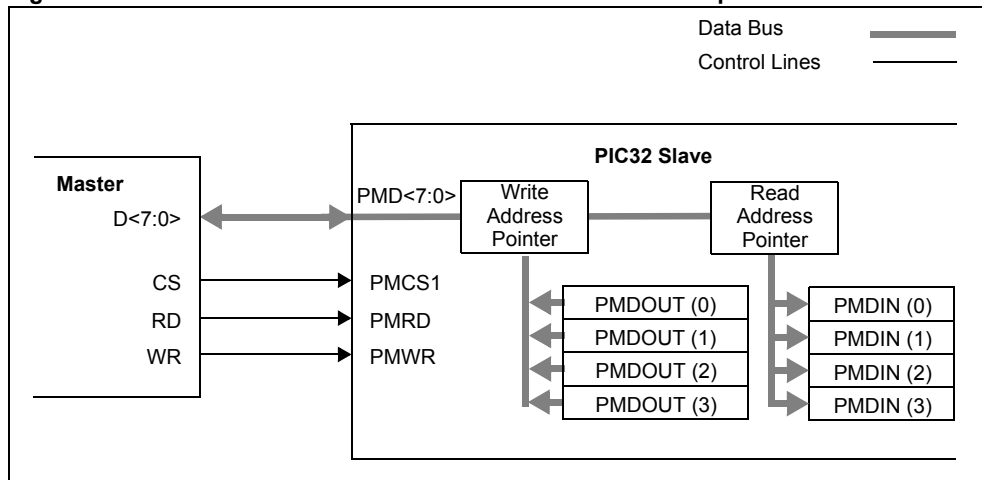 Data Bus
Control Lines
PIC32 Slave
Master
PMD<7:0>
Write
Address
Pointer
Read
Address
Pointer
D<7:0>
CS
PMCS1
RD
PMRD
WR
PMWR
PMDOUT (0)
PMDOUT (1)
PMDOUT (2)
PMDOUT (3)
PMDIN (0)
PMDIN (1)
PMDIN (2)
PMDIN (3)